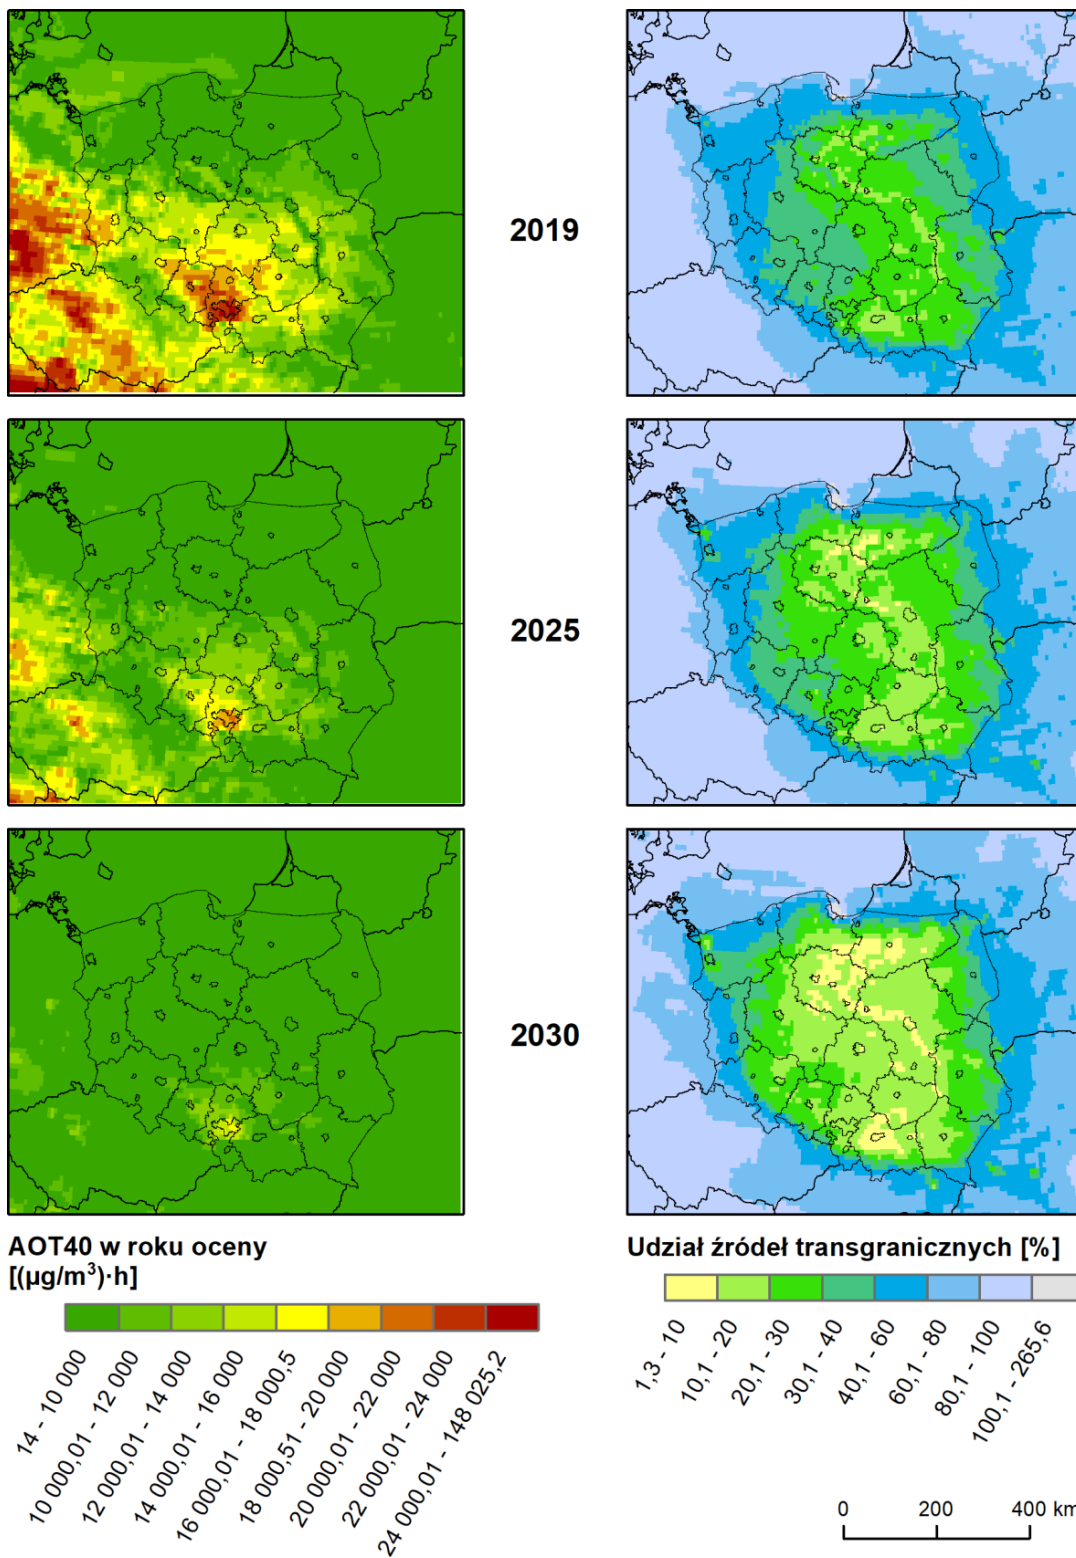 2019
2025
2030
AOT40 w roku oceny
[(µg/m³)·h]
14 - 10 000
10 000,01 - 12 000
12 000,01 - 14 000
14 000,01 - 16 000
16 000,01 - 18 000,5
18 000,51 - 20 000
20 000,01 - 22 000
22 000,01 - 24 000
24 000,01 - 148 025,2
Udział źródeł transgranicznych [%]
1,3 - 10
10,1 - 20
20,1 - 30
30,1 - 40
40,1 - 60
60,1 - 80
80,1 - 100
100,1 - 265,6
0 200 400 km